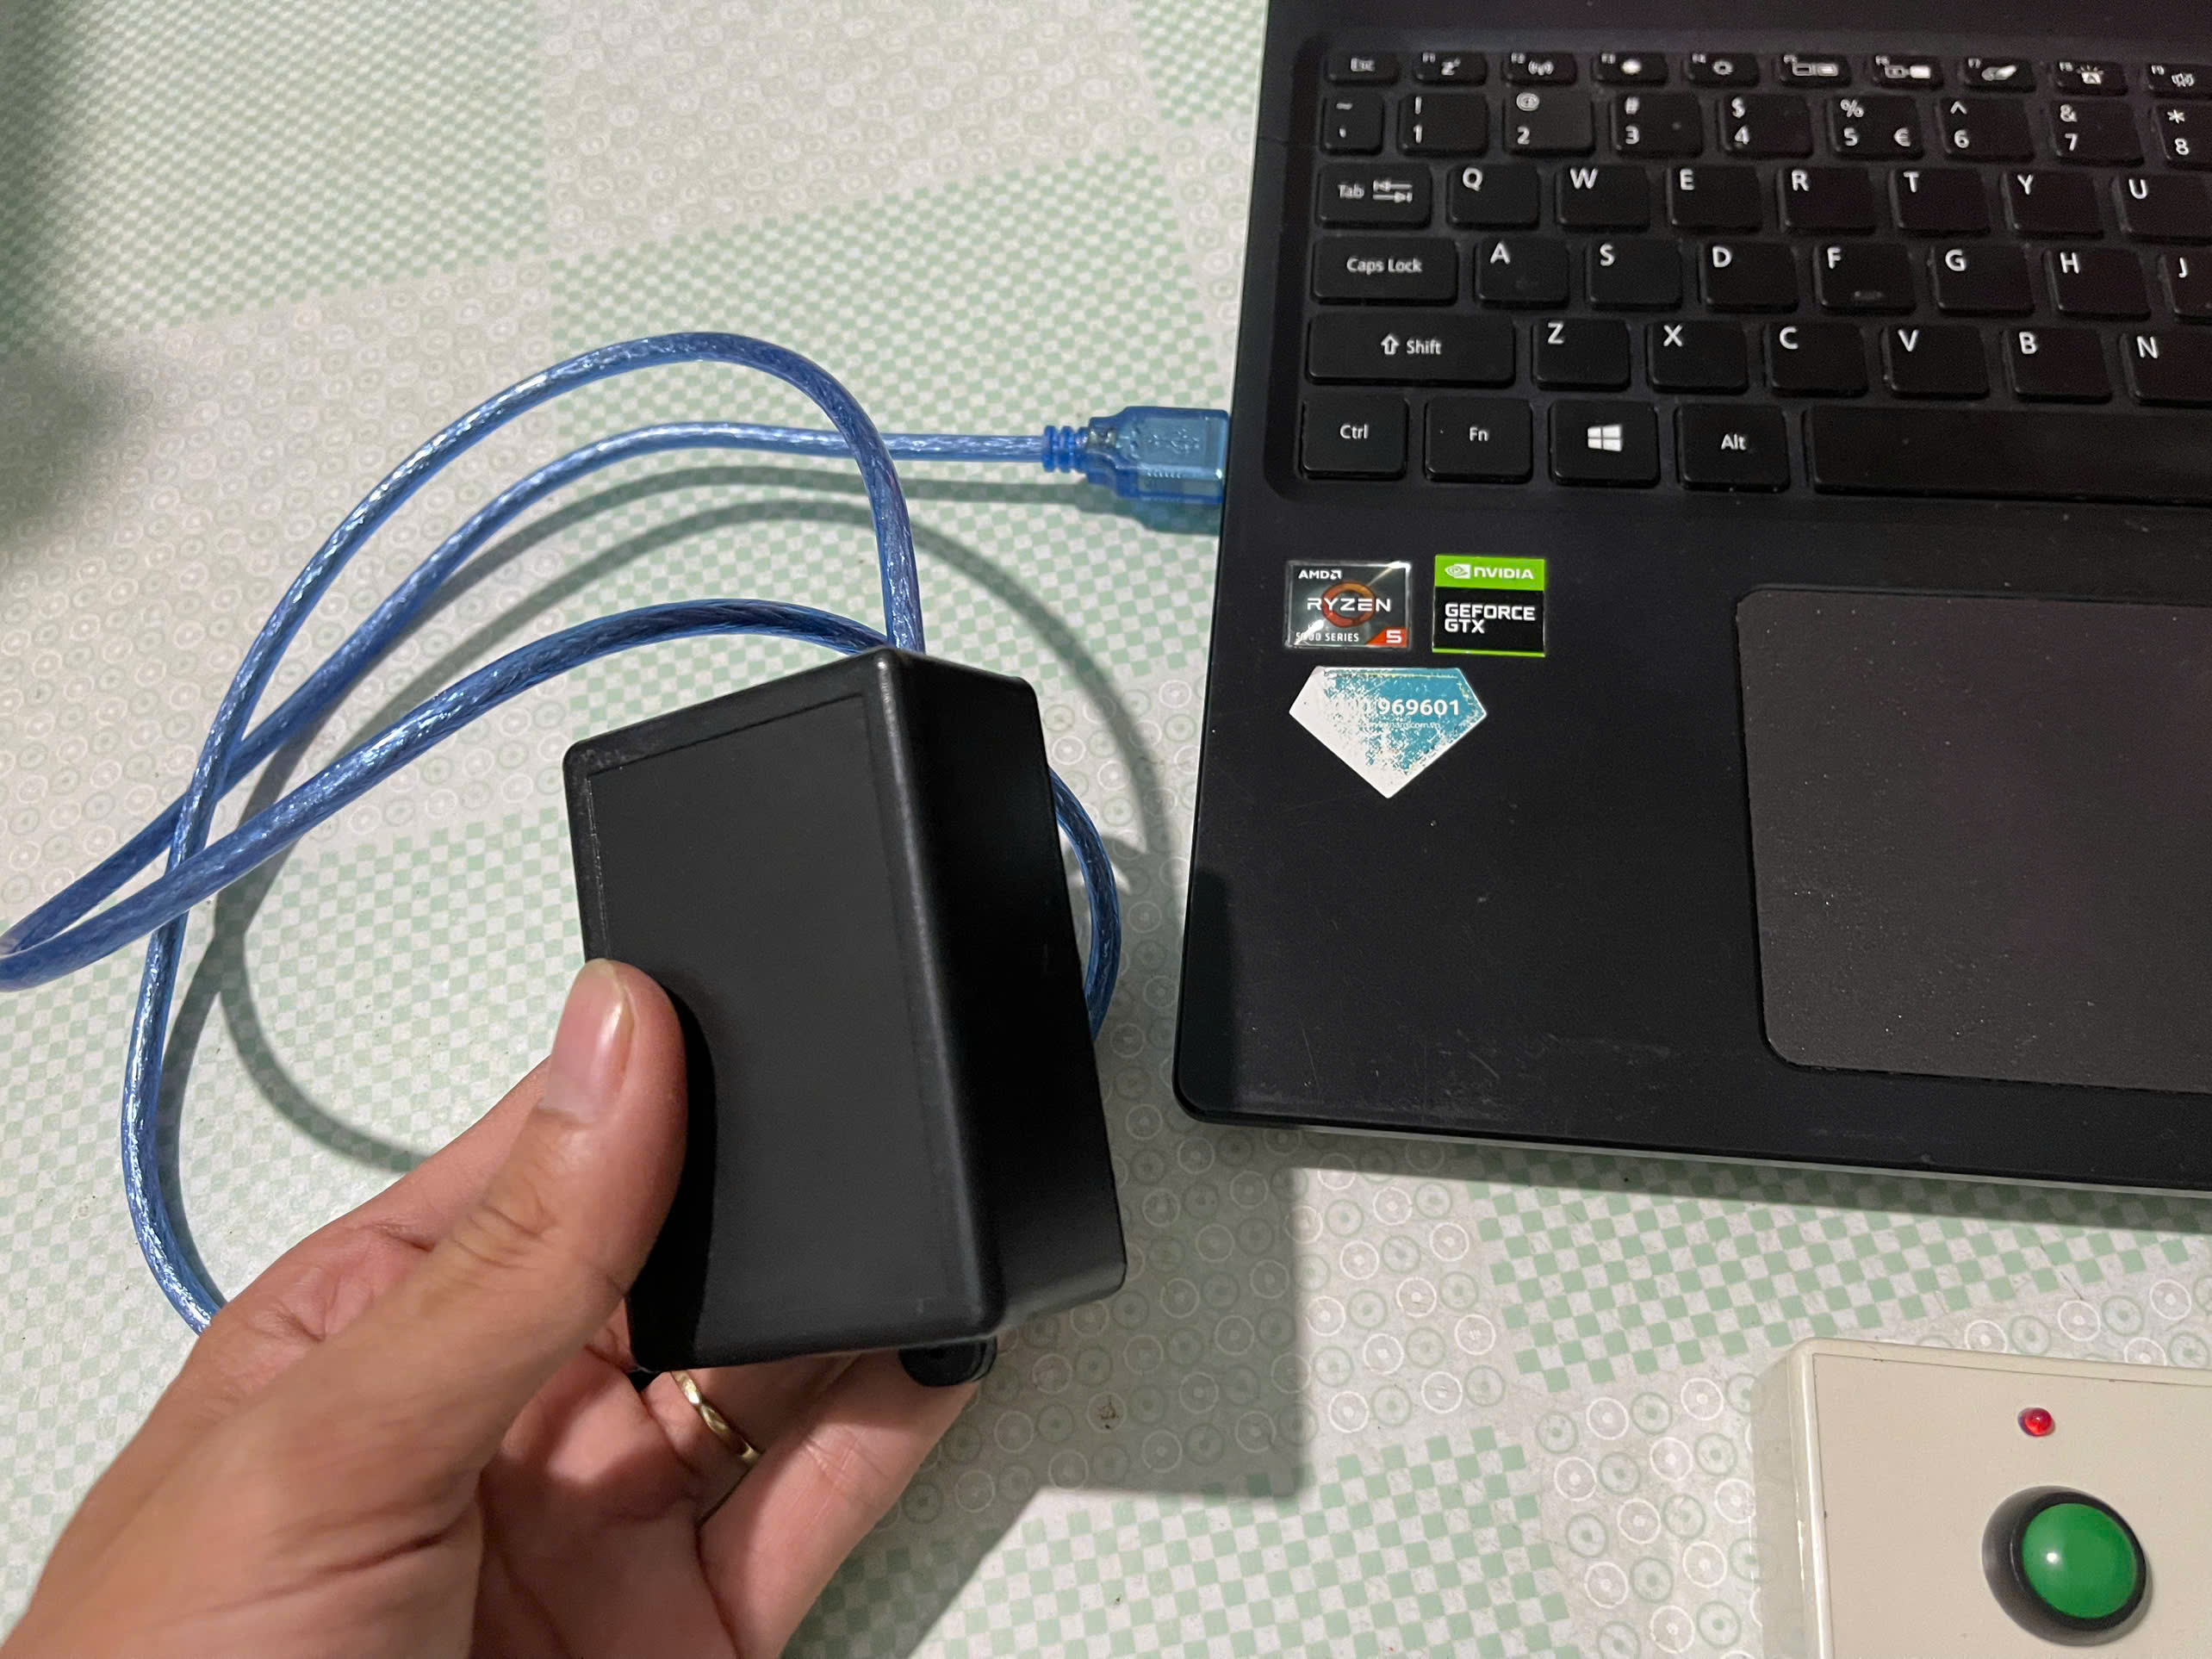 Esc F1 F2 F3 F4 F5 F6 F7 F8 F9
~ ` ! 1 @ 2 # 3 $ 4 % 5 € ^ 6 & 7 * 8
Tab Q W E R T Y U
Caps Lock A S D F G H J
Shift Z X C V B N
Ctrl Fn Alt
AMD
RYZEN
5000 SERIES 5
NVIDIA
GEFORCE
GTX
969601